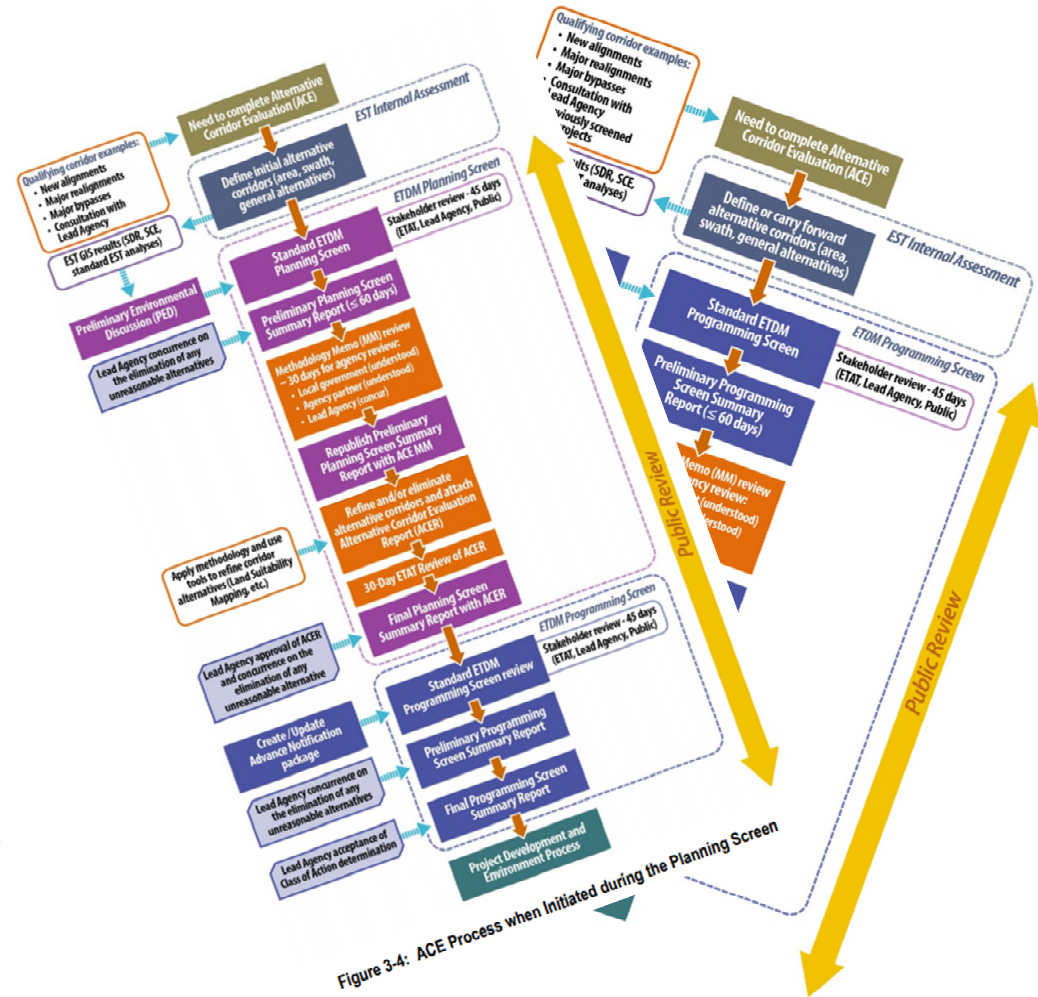 Qualifying corridor examples:
• New alignments
• Major realignments
• Major bypasses
• Consultation with
Lead Agency
Need to complete Alternative
Corridor Evaluation (ACE)
EST Internal Assessment
Define initial alternative
corridors (area, swath,
general alternatives)
EST GIS results (SDR, SCE,
standard EST analyses)
Preliminary Environmental
Discussion (PED)
Lead Agency concurrence on
the elimination of any
unreasonable alternatives
ETDM Planning Screen
Stakeholder review - 45 days
(ETAT, Lead Agency, Public)
Standard ETDM
Planning Screen
Preliminary Planning Screen
Summary Report (≤ 60 days)
Methodology Memo (MM) review
– 30 days for agency review:
• Local government (understood)
• Agency partner (understood)
• Lead Agency (concur)
Republish Preliminary
Planning Screen Summary
Report with ACE MM
Refine and/or eliminate
alternative corridors and attach
Alternative Corridor Evaluation
Report (ACER)
Apply methodology and use
tools to refine corridor
alternatives (Land Suitability
Mapping, etc.)
30-Day ETAT Review of ACER
Final Planning Screen
Summary Report with ACER
Lead Agency approval of ACER
and concurrence on the
elimination of any
unreasonable alternative
ETDM Programming Screen
Stakeholder review - 45 days
(ETAT, Lead Agency, Public)
Standard ETDM
Programming Screen review
Create / Update
Advance Notification
package
Preliminary Programming
Screen Summary Report
Lead Agency concurrence on
the elimination of any
unreasonable alternatives
Final Programming Screen
Summary Report
Lead Agency acceptance of
Class of Action determination
Project Development and
Environment Process
Public Review
Figure 3-4: ACE Process when Initiated during the Planning Screen
Qualifying corridor examples:
• New alignments
• Major realignments
• Major bypasses
Consultation with
Agency
screened
Need to complete Alternative
Corridor Evaluation (ACE)
EST Internal Assessment
(SDR, SCE,
analyses)
Define or carry forward
alternative corridors (area,
swath, general alternatives)
ETDM Programming Screen
Stakeholder review - 45 days
(ETAT, Lead Agency, Public)
Standard ETDM
Programming Screen
Preliminary Programming
Screen Summary
Report (≤ 60 days)
Memo (MM) review
review:
(understood)
Public Review